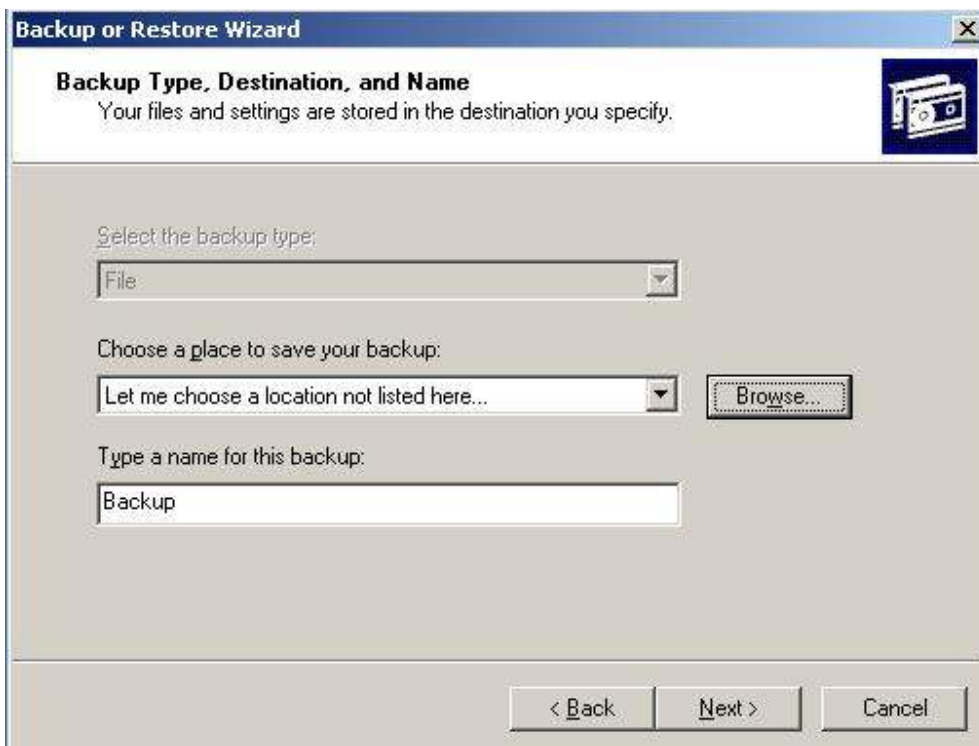 Backup or Restore Wizard
Backup Type, Destination, and Name
Your files and settings are stored in the destination you specify.
Select the backup type:
File
Choose a place to save your backup:
Let me choose a location not listed here...
Browse...
Type a name for this backup:
Backup
< Back
Next >
Cancel